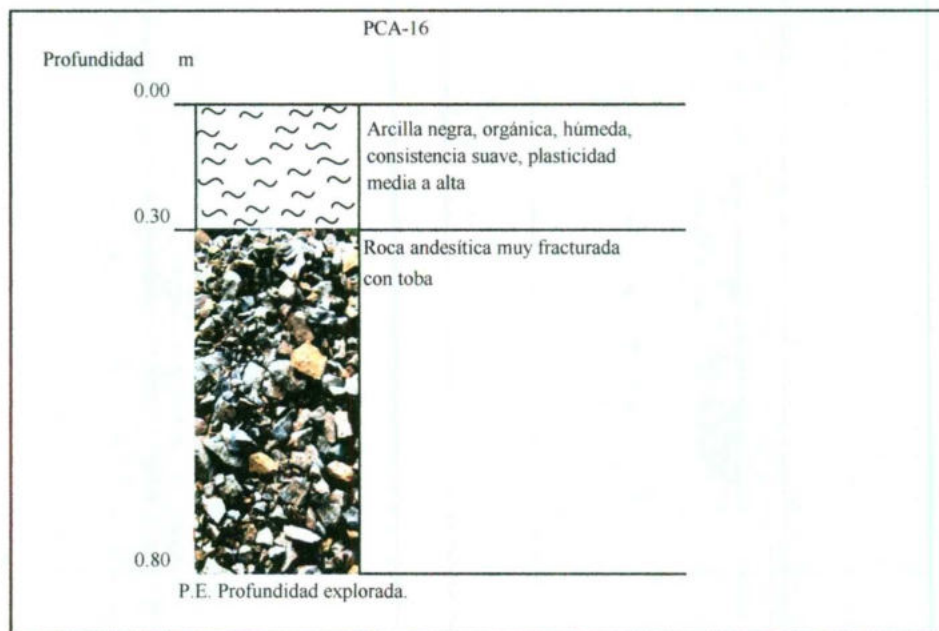 PCA-16
Profundidad m
0.00
Arcilla negra, orgánica, húmeda,
consistencia suave, plasticidad
media a alta
0.30
Roca andesítica muy fracturada
con toba
0.80
P.E. Profundidad explorada.